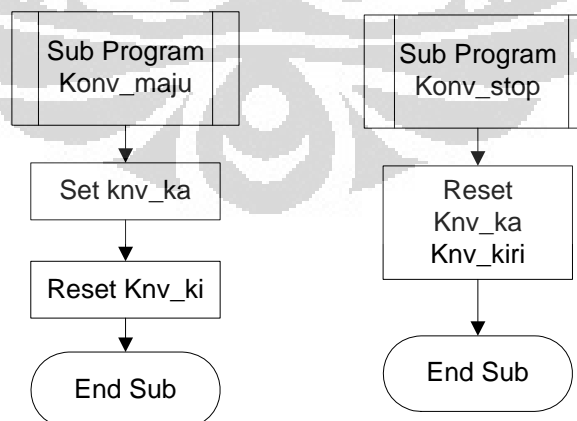 Sub Program
Konv_maju
Set knv_ka
Reset Knv_ki
End Sub
Sub Program
Konv_stop
Reset
Knv_ka
Knv_kiri
End Sub